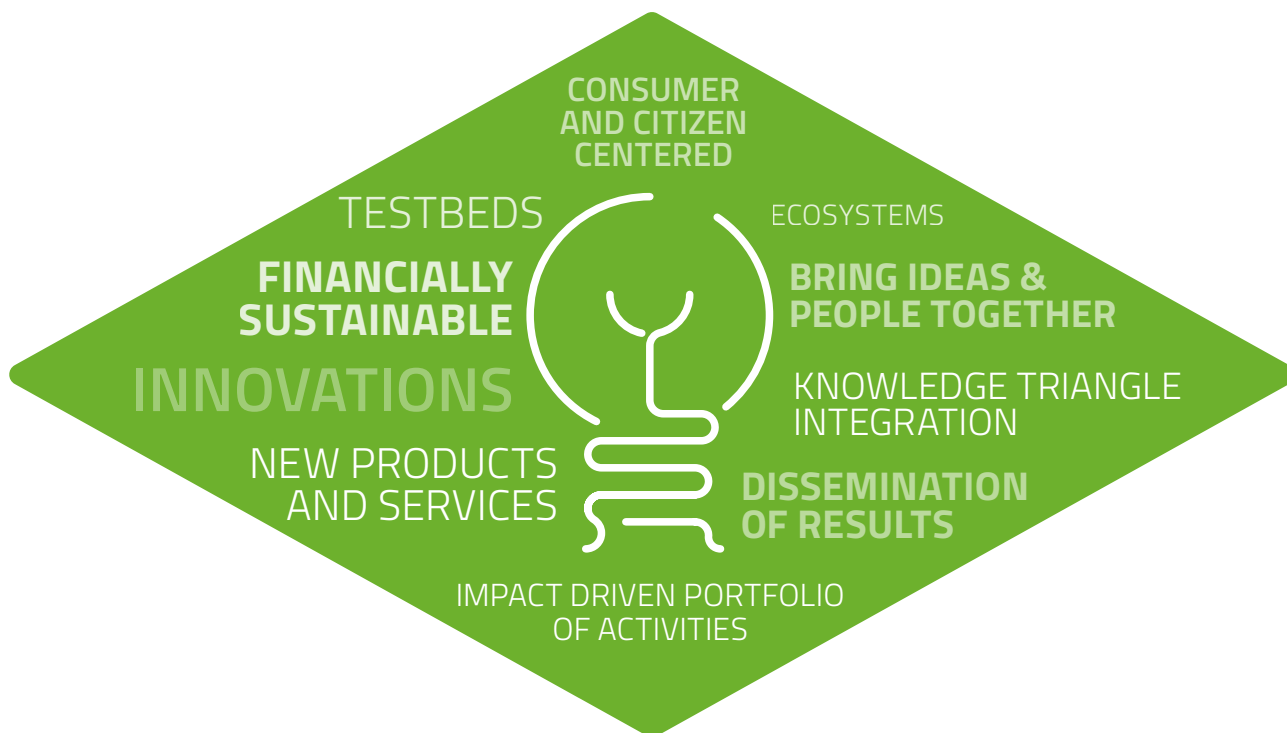 CONSUMER
AND CITIZEN
CENTERED
TESTBEDS
ECOSYSTEMS
FINANCIALLY
SUSTAINABLE
BRING IDEAS &
PEOPLE TOGETHER
INNOVATIONS
KNOWLEDGE TRIANGLE
INTEGRATION
NEW PRODUCTS
AND SERVICES
DISSEMINATION
OF RESULTS
IMPACT DRIVEN PORTFOLIO
OF ACTIVITIES